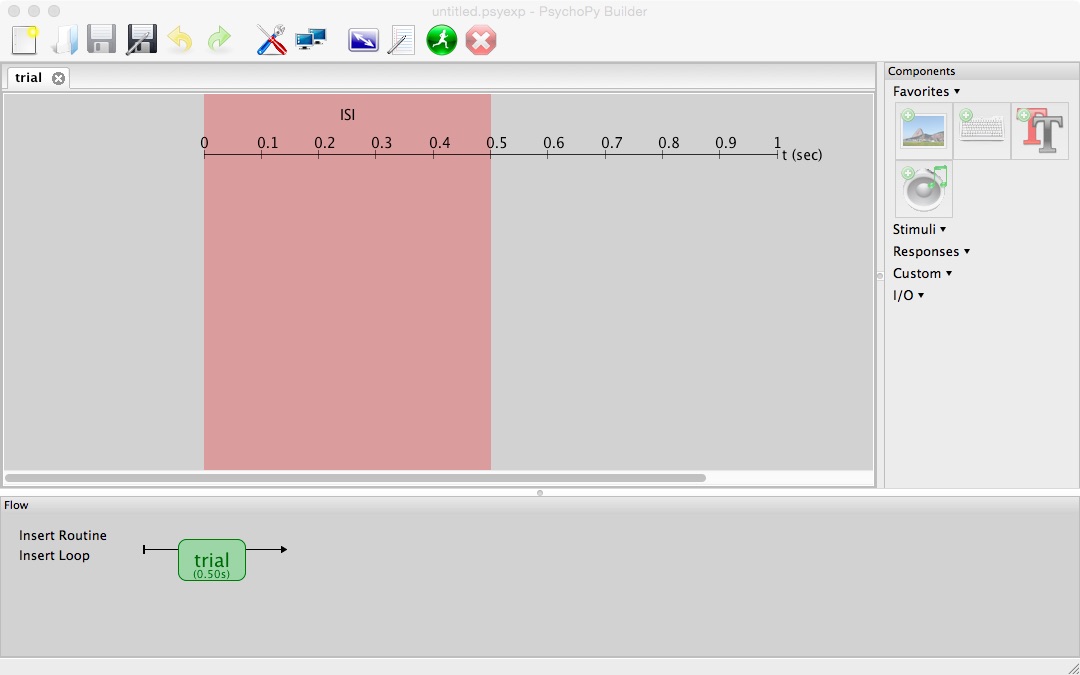 untitled.psyexp - PsychoPy Builder
trial
ISI
0 0.1 0.2 0.3 0.4 0.5 0.6 0.7 0.8 0.9 1
t (sec)
Components
Favorites
Stimuli
Responses
Custom
I/O
Flow
Insert Routine
Insert Loop
trial
(0.50s)